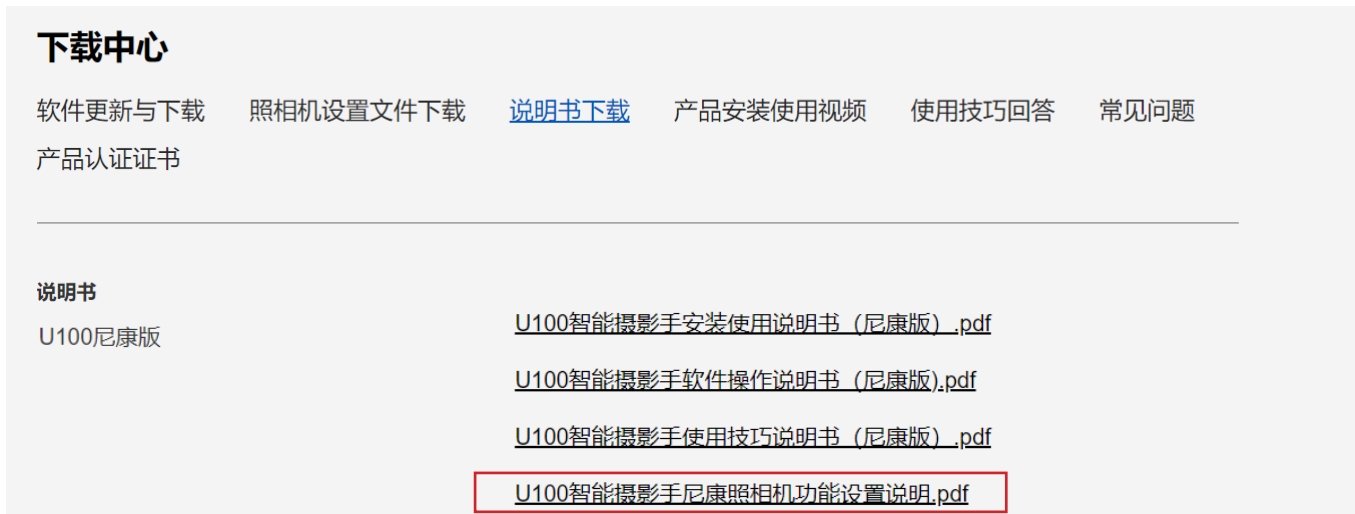 下载中心
软件更新与下载 照相机设置文件下载 说明书下载 产品安装使用视频 使用技巧回答 常见问题
产品认证证书
说明书
U100尼康版
U100智能摄影手安装使用说明书（尼康版）.pdf
U100智能摄影手软件操作说明书（尼康版).pdf
U100智能摄影手使用技巧说明书（尼康版）.pdf
U100智能摄影手尼康照相机功能设置说明.pdf